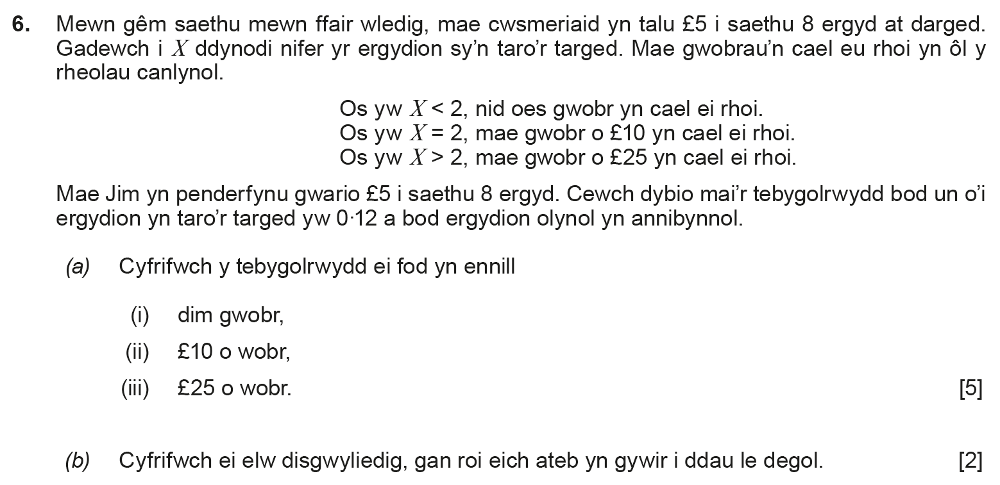 6. Mewn gêm saethu mewn ffair wledig, mae cwsmeriaid yn talu £5 i saethu 8 ergyd at darged.
Gadewch i X ddynodi nifer yr ergydion sy'n taro'r targed. Mae gwobrau'n cael eu rhoi yn ôl y
rheolau canlynol.
Os yw X < 2, nid oes gwobr yn cael ei rhoi.
Os yw X = 2, mae gwobr o £10 yn cael ei rhoi.
Os yw X > 2, mae gwobr o £25 yn cael ei rhoi.
Mae Jim yn penderfynu gwario £5 i saethu 8 ergyd. Cewch dybio mai'r tebygolrwydd bod un o'i
ergydion yn taro'r targed yw 0·12 a bod ergydion olynol yn annibynnol.
(a) Cyfrifwch y tebygolrwydd ei fod yn ennill
(i) dim gwobr,
(ii) £10 o wobr,
(iii) £25 o wobr. [5]
(b) Cyfrifwch ei elw disgwyliedig, gan roi eich ateb yn gywir i ddau le degol. [2]